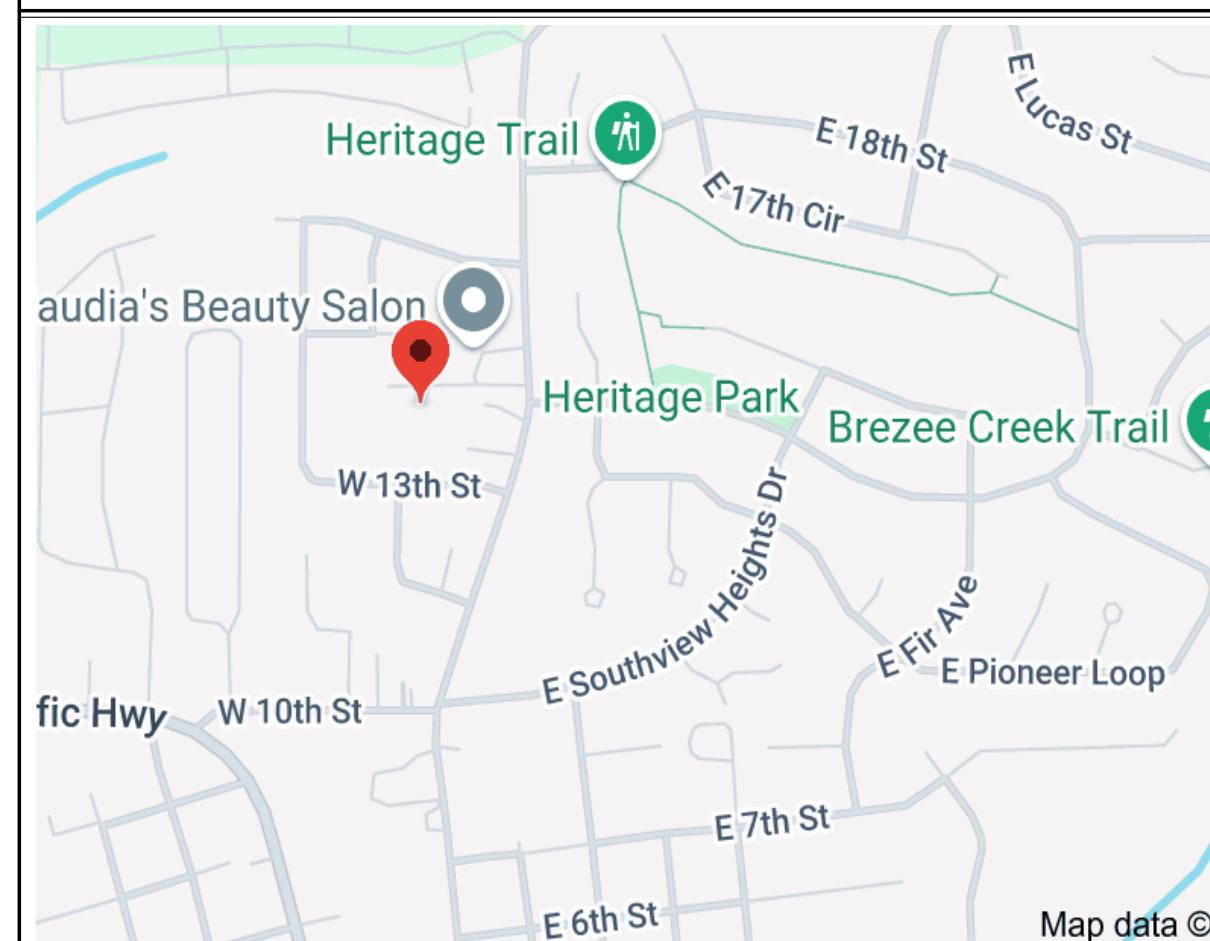 E Lucas St
Heritage Trail
E 18th St
E 17th Cir
audia's Beauty Salon
Heritage Park
Brezee Creek Trail
W 13th St
E Southview Heights Dr
E Fir Ave
E Pioneer Loop
fic Hwy
W 10th St
E 7th St
E 6th St
Map data ©